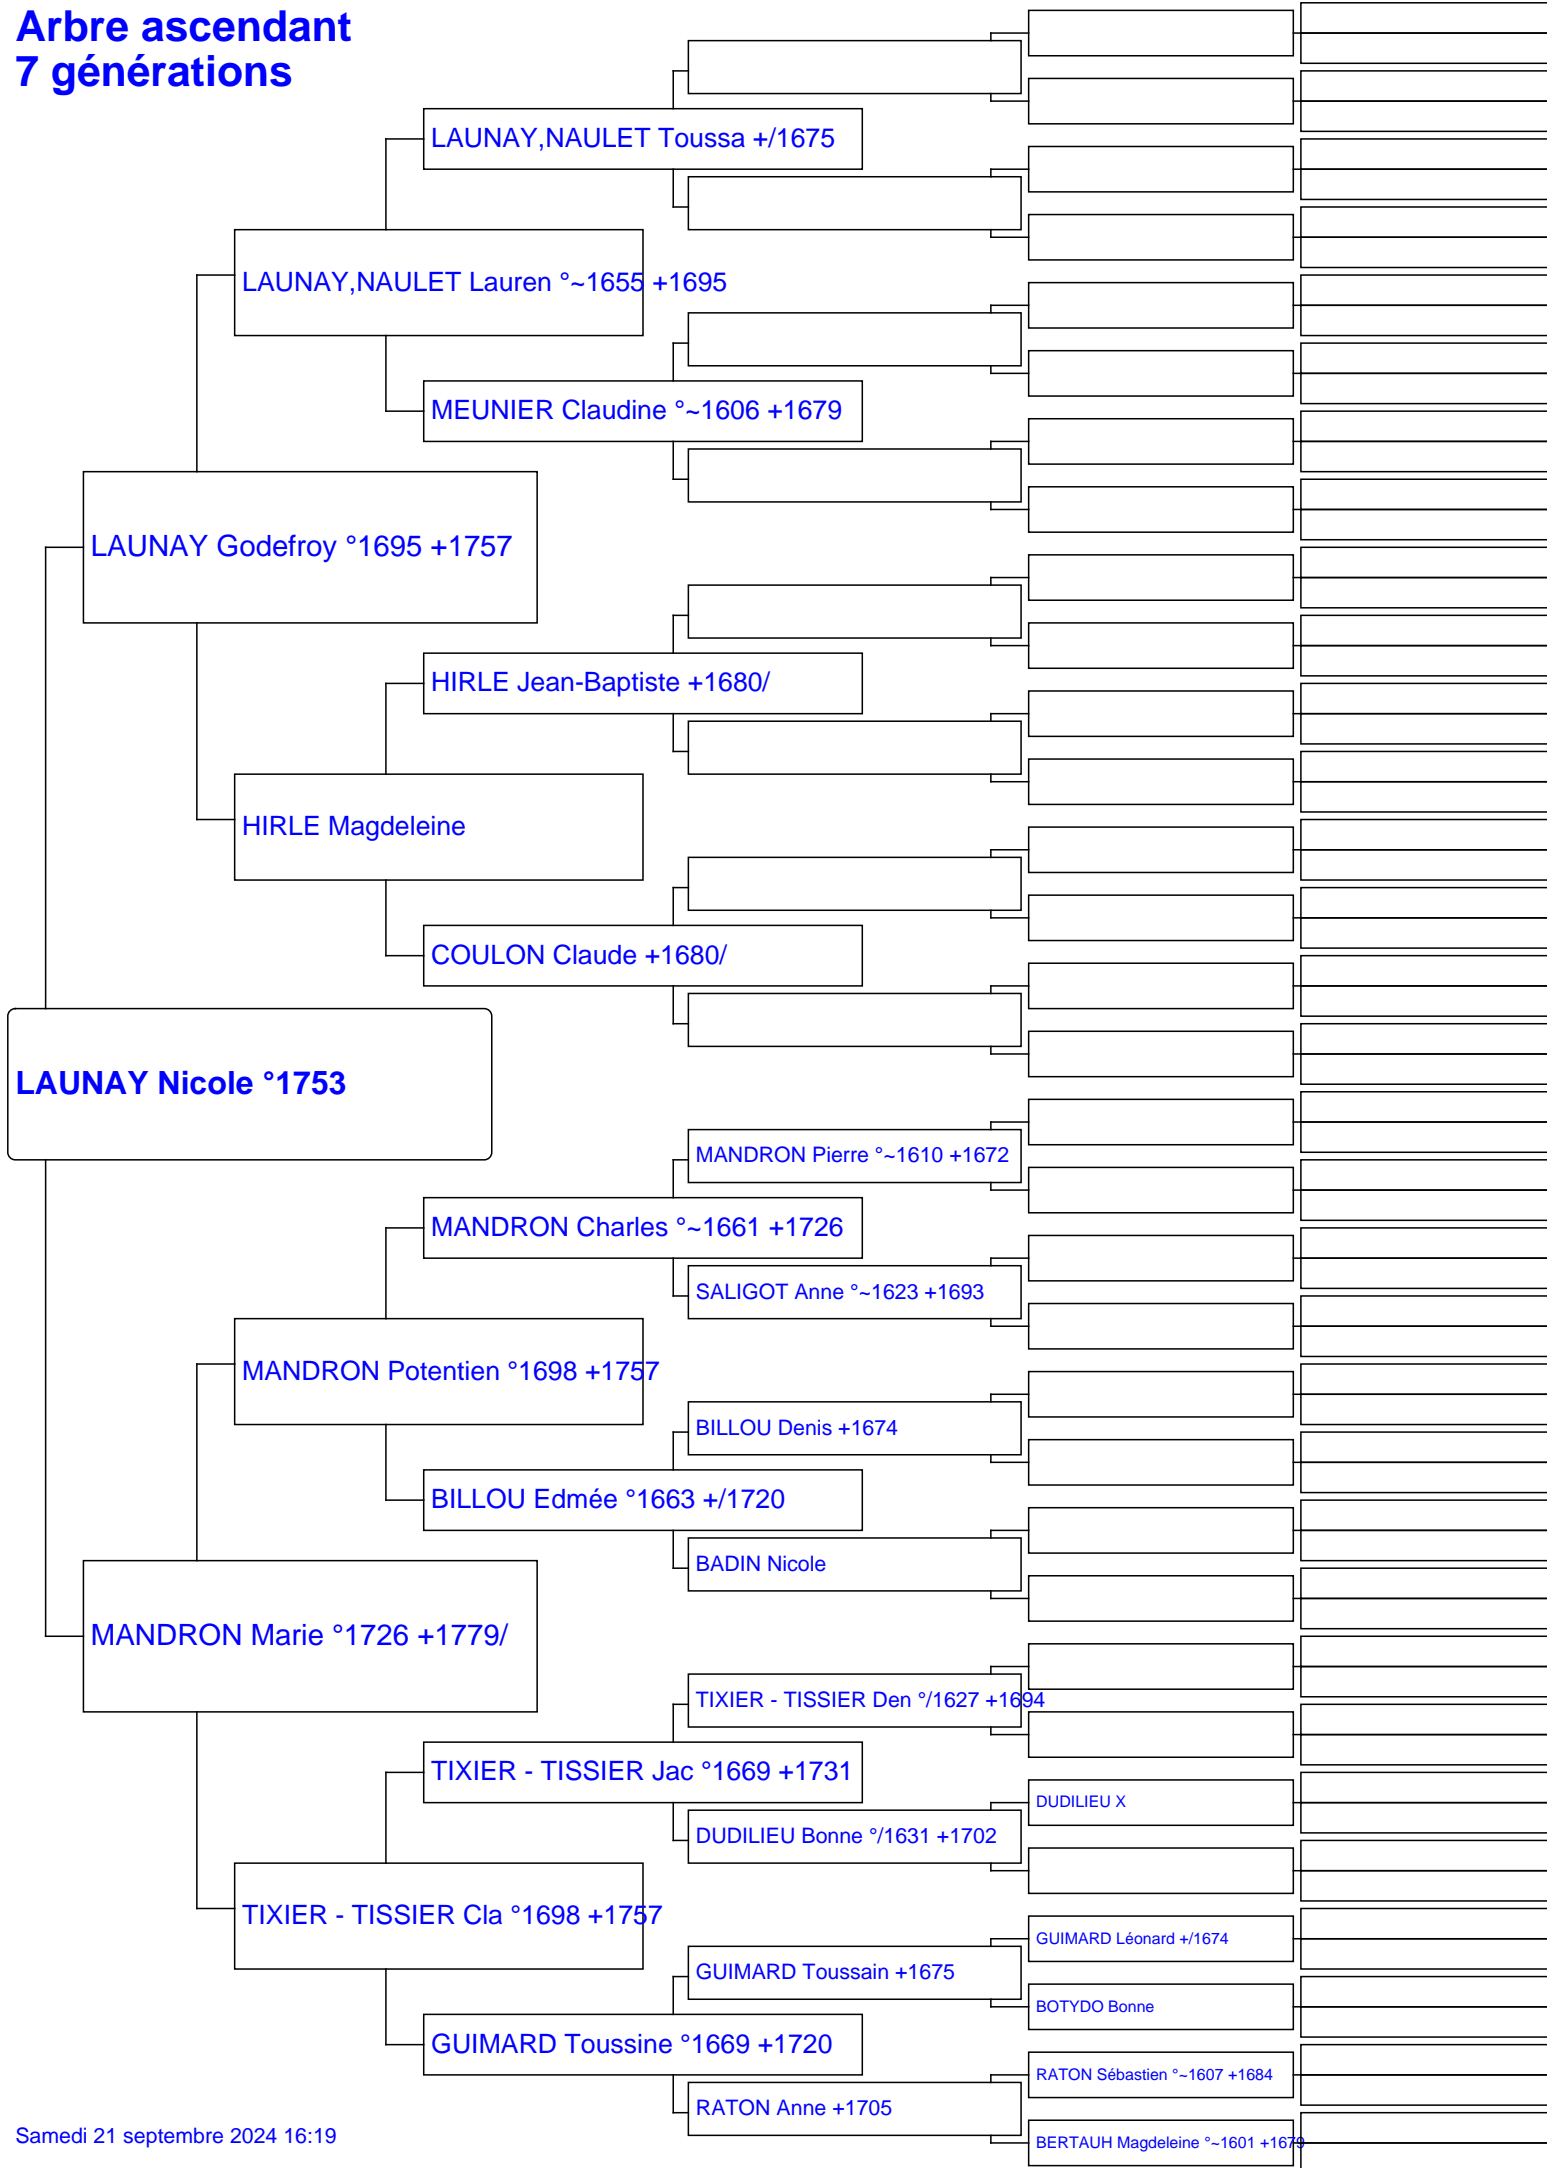 Arbre ascendant
7 générations
LAUNAY,NAULET Toussa +/1675
LAUNAY,NAULET Lauren °~1655 +1695
MEUNIER Claudine °~1606 +1679
LAUNAY Godefroy °1695 +1757
HIRLE Jean-Baptiste +1680/
HIRLE Magdeleine
COULON Claude +1680/
LAUNAY Nicole °1753
MANDRON Pierre °~1610 +1672
MANDRON Charles °~1661 +1726
SALIGOT Anne °~1623 +1693
MANDRON Potentien °1698 +1757
BILLOU Denis +1674
BILLOU Edmée °1663 +/1720
BADIN Nicole
MANDRON Marie °1726 +1779/
TIXIER - TISSIER Den °/1627 +1694
TIXIER - TISSIER Jac °1669 +1731
DUDILIEU X
DUDILIEU Bonne °/1631 +1702
TIXIER - TISSIER Cla °1698 +1757
GUIMARD Léonard +/1674
GUIMARD Toussain +1675
BOTYDO Bonne
GUIMARD Toussine °1669 +1720
RATON Sébastien °~1607 +1684
RATON Anne +1705
BERTAUH Magdeleine °~1601 +1679
Samedi 21 septembre 2024 16:19